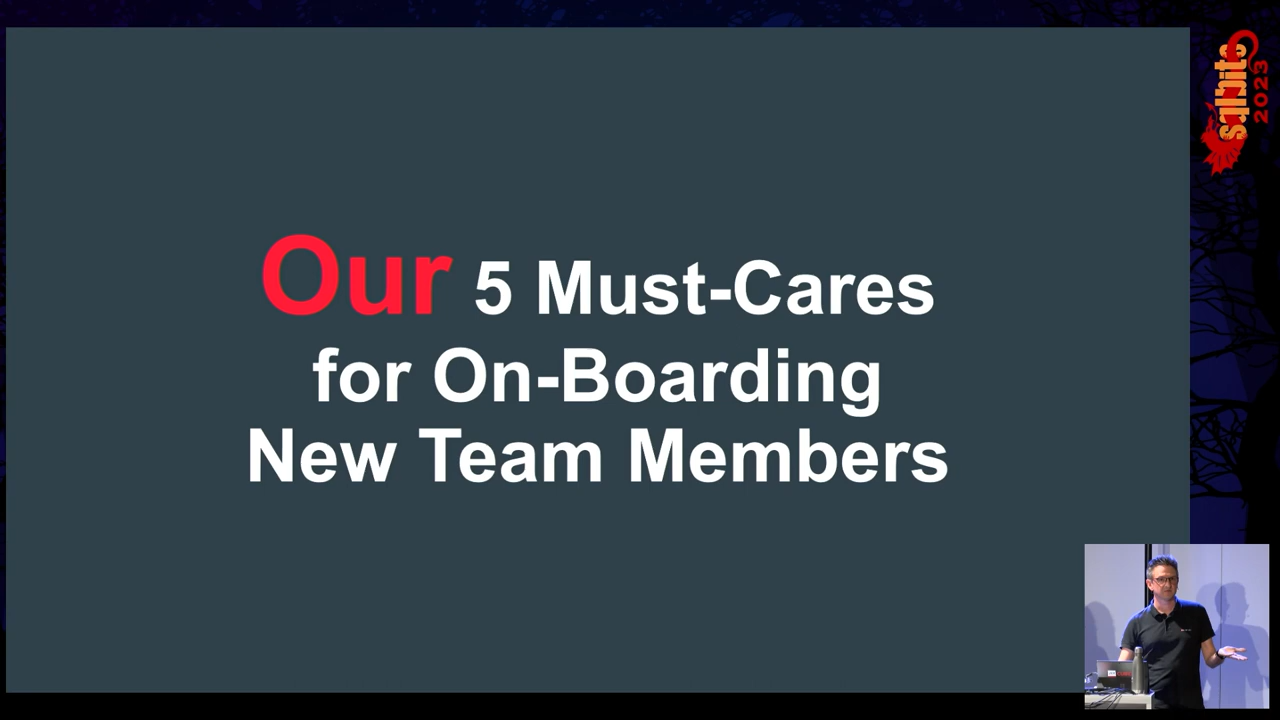 Our 5 Must-Cares
for On-Boarding
New Team Members
sqlbits
2023